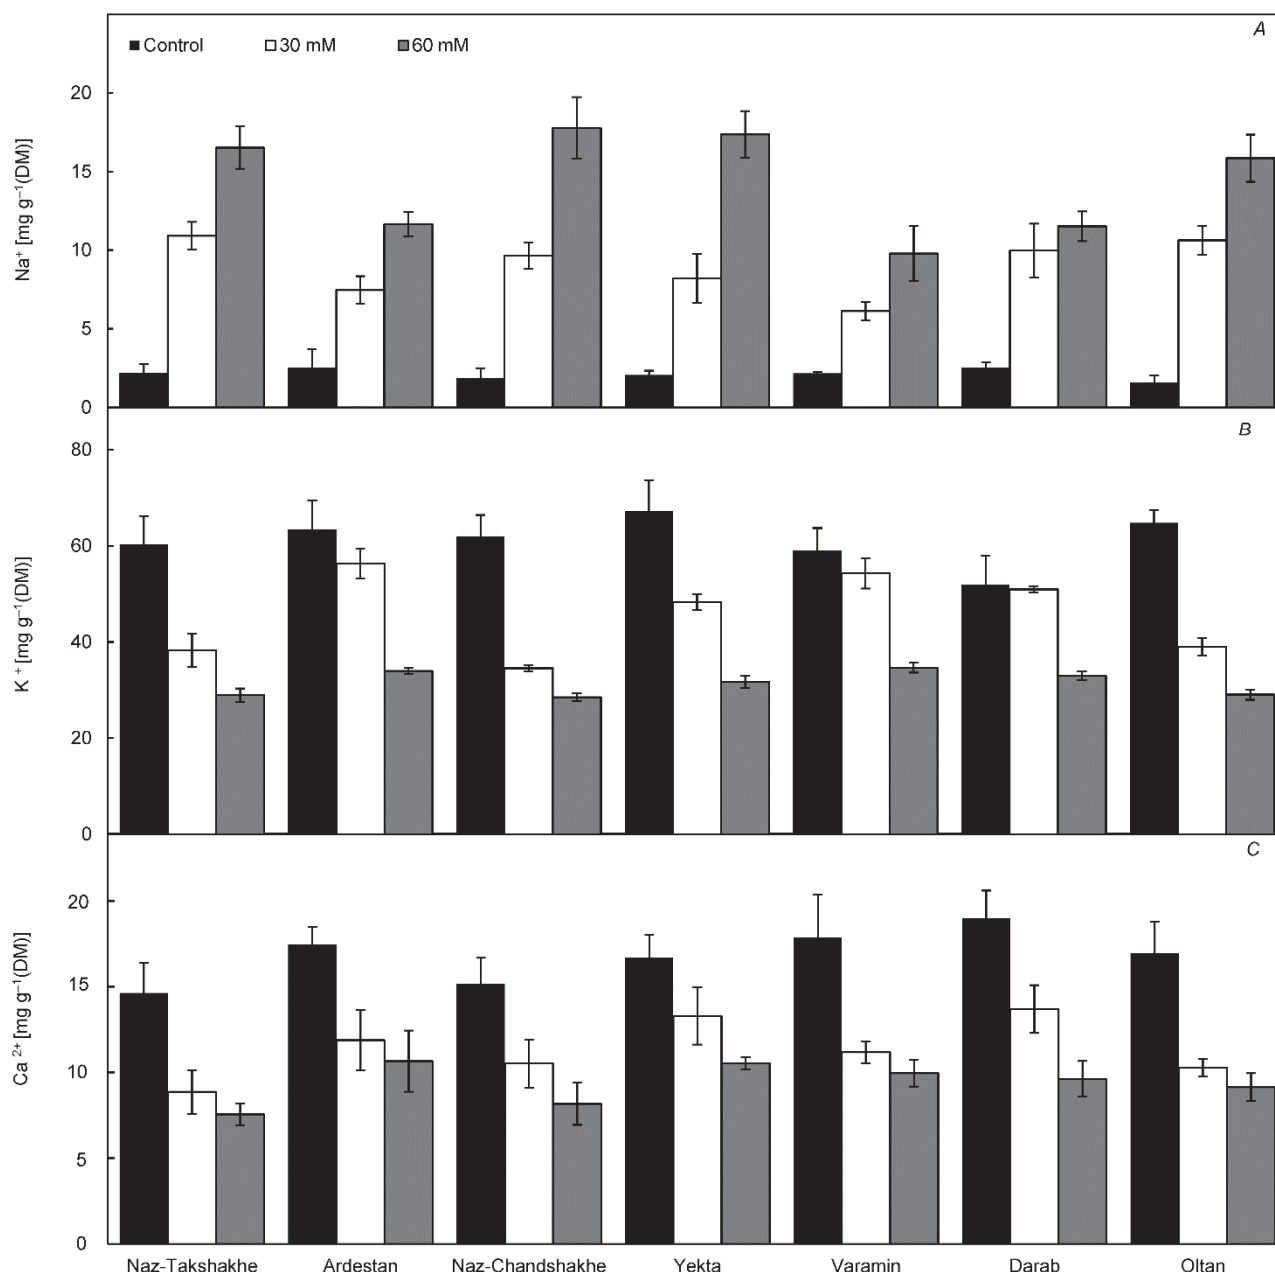 A
Control 30 mM 60 mM
20
15
10
5
0
Na⁺ [mg g⁻¹(DM)]
B
80
60
40
20
0
K ⁺ [mg g⁻¹(DM)]
C
20
15
10
5
0
Ca ²⁺ [mg g⁻¹(DM)]
Naz-Takshakhe Ardestan Naz-Chandshakhe Yekta Varamin Darab Oltan